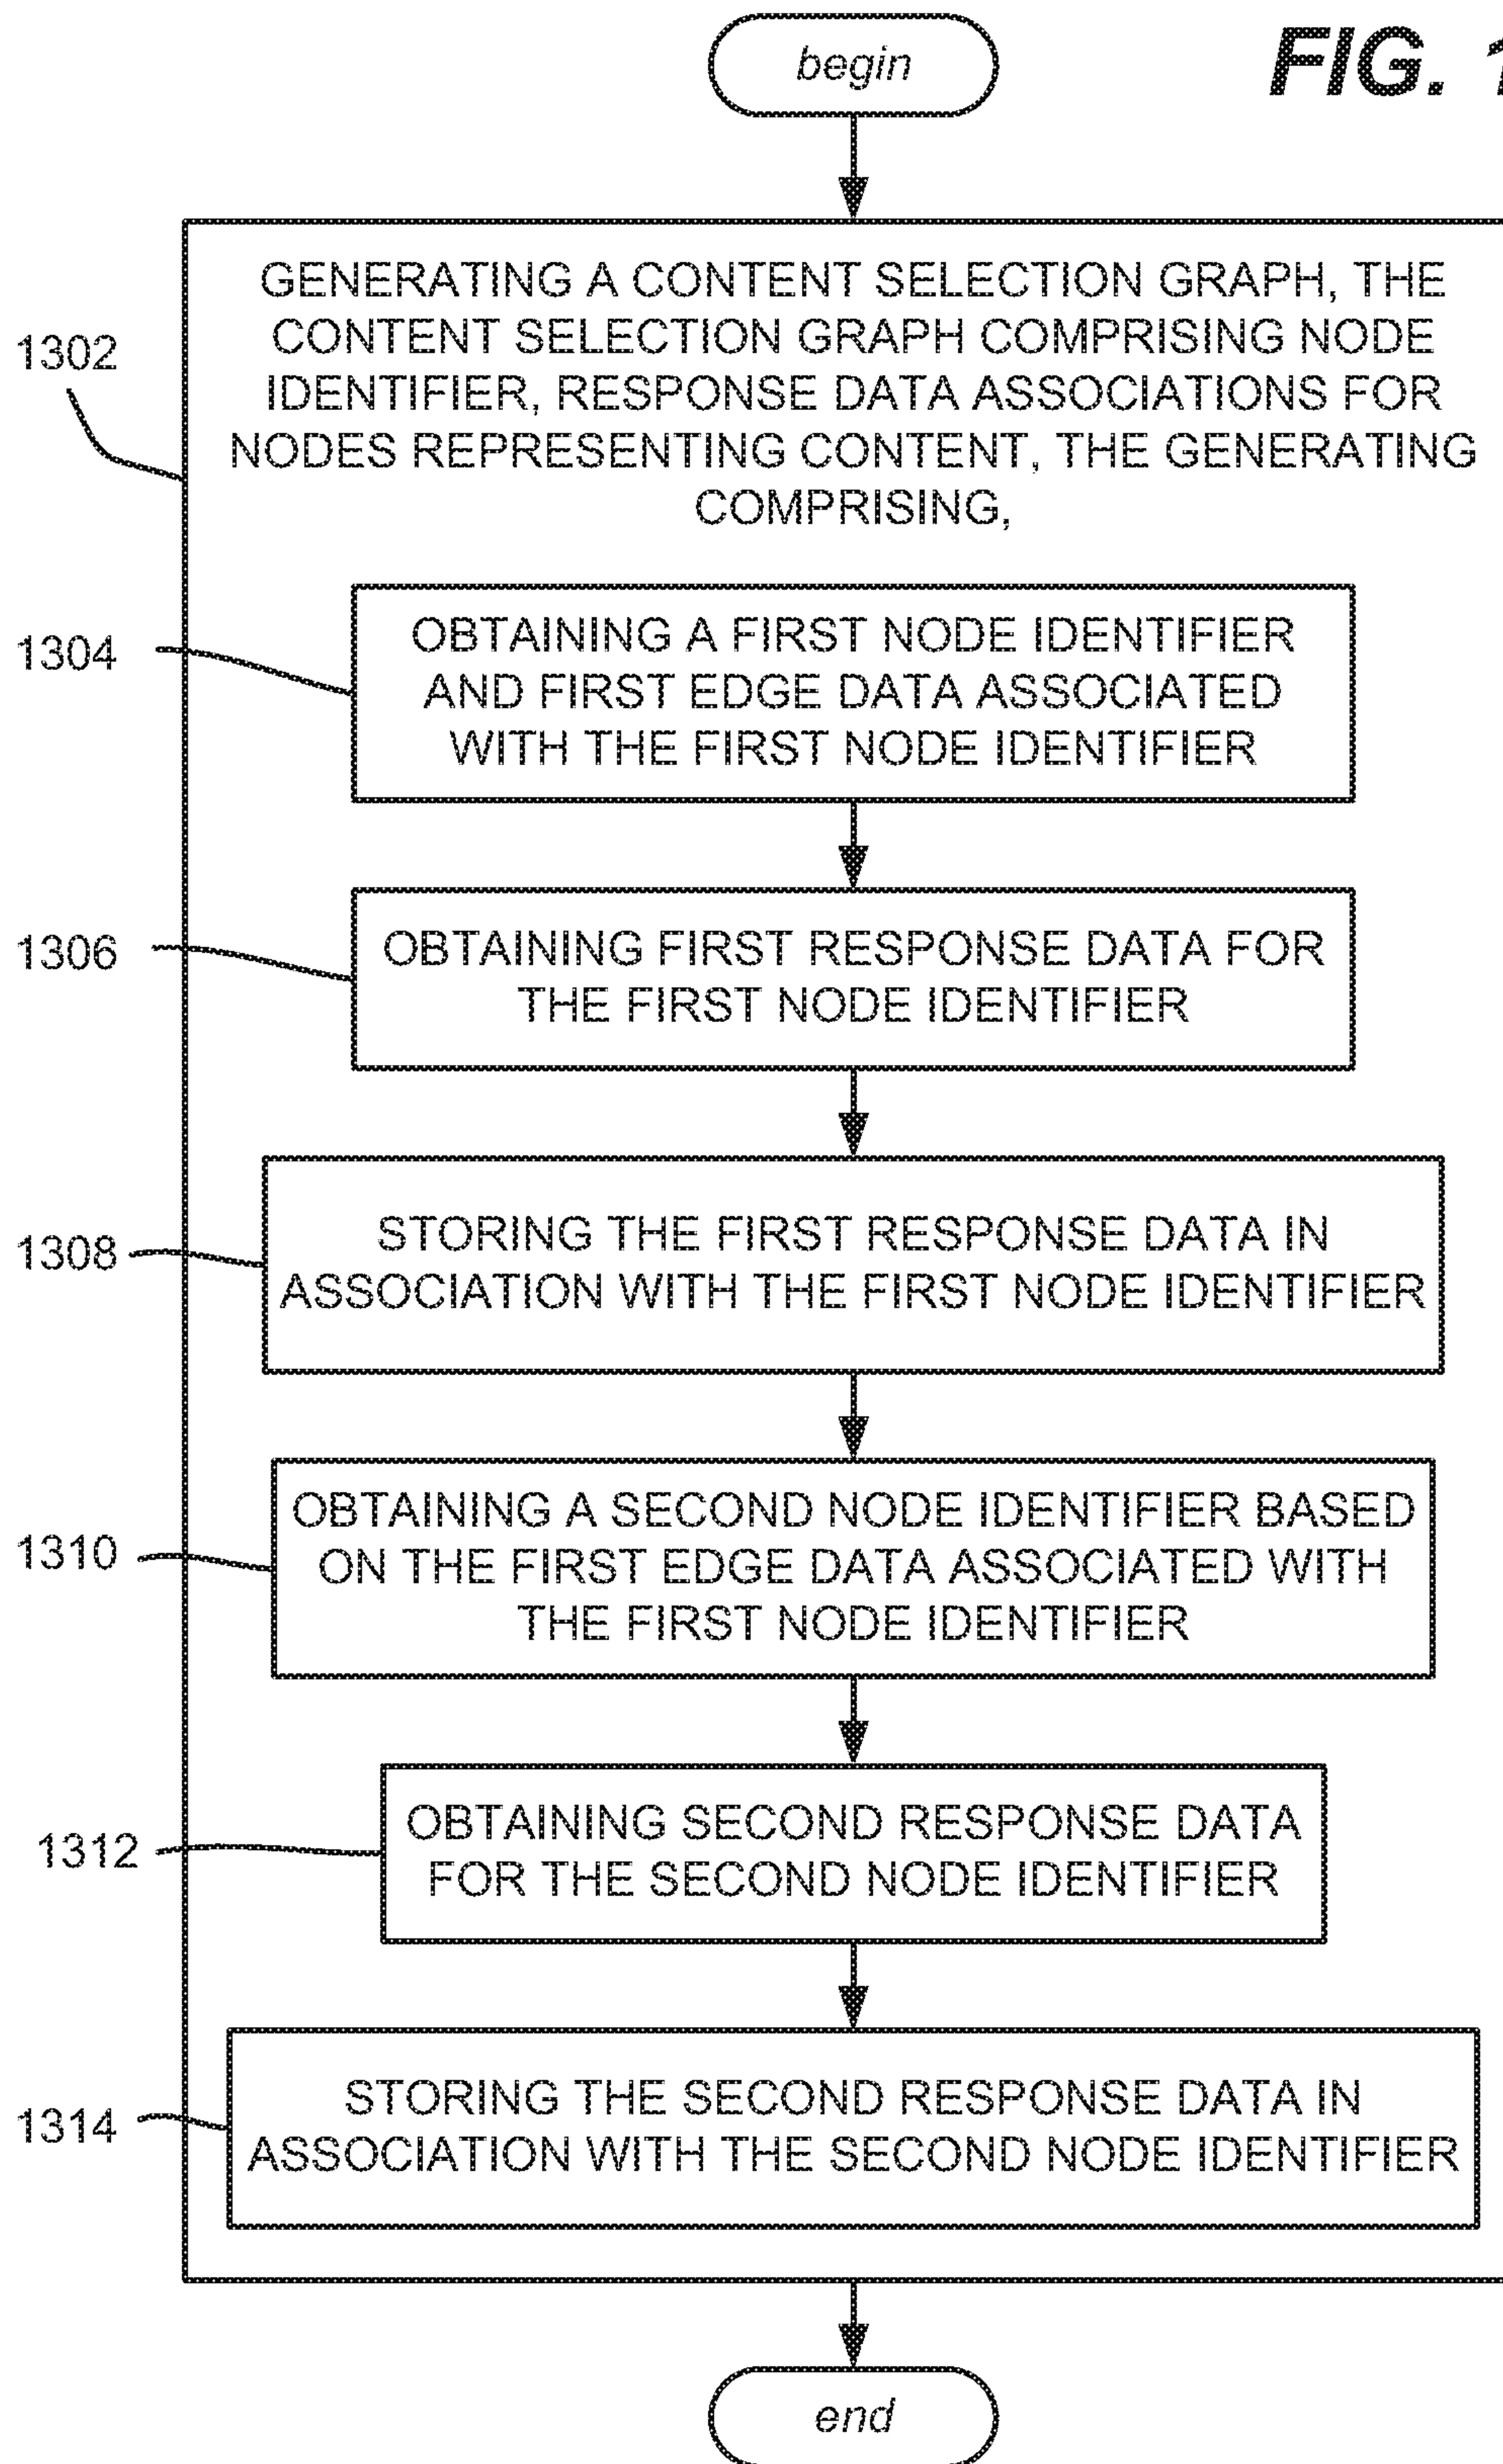 begin
FIG. 1
1302
GENERATING A CONTENT SELECTION GRAPH, THE
CONTENT SELECTION GRAPH COMPRISING NODE
IDENTIFIER, RESPONSE DATA ASSOCIATIONS FOR
NODES REPRESENTING CONTENT, THE GENERATING
COMPRISING,
1304
OBTAINING A FIRST NODE IDENTIFIER
AND FIRST EDGE DATA ASSOCIATED
WITH THE FIRST NODE IDENTIFIER
1306
OBTAINING FIRST RESPONSE DATA FOR
THE FIRST NODE IDENTIFIER
1308
STORING THE FIRST RESPONSE DATA IN
ASSOCIATION WITH THE FIRST NODE IDENTIFIER
1310
OBTAINING A SECOND NODE IDENTIFIER BASED
ON THE FIRST EDGE DATA ASSOCIATED WITH
THE FIRST NODE IDENTIFIER
1312
OBTAINING SECOND RESPONSE DATA
FOR THE SECOND NODE IDENTIFIER
1314
STORING THE SECOND RESPONSE DATA IN
ASSOCIATION WITH THE SECOND NODE IDENTIFIER
end